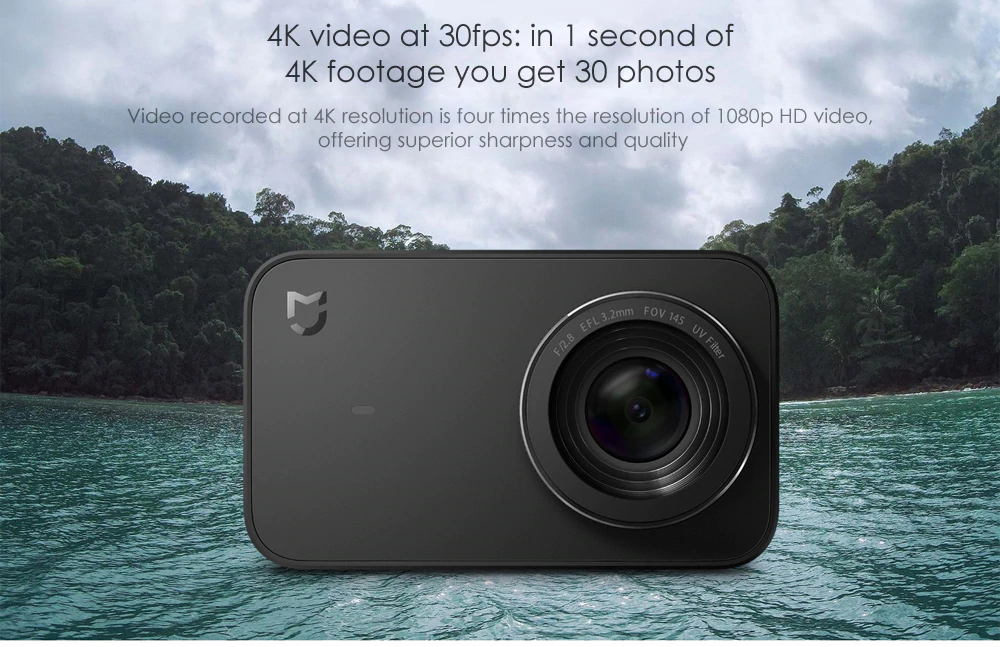 4K video at 30fps: in 1 second of
4K footage you get 30 photos
Video recorded at 4K resolution is four times the resolution of 1080p HD video,
offering superior sharpness and quality
F/2.8 EFL 3.2mm FOV 145 UV Filter